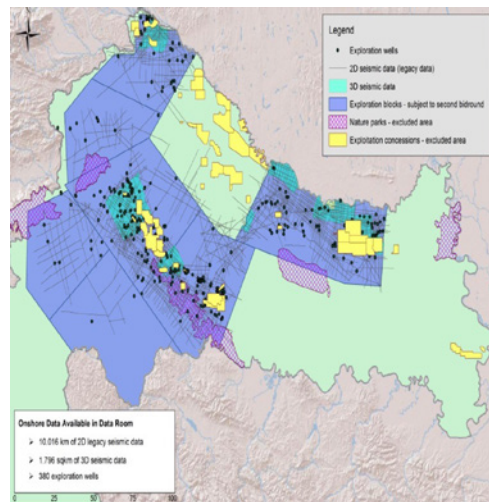 Legend
Exploration wells
2D seismic data (legacy data)
3D seismic data
Exploration blocks - subject to second bidround
Nature parks - excluded area
Exploitation concessions - excluded area
Onshore Data Available in Data Room
10.016 km of 2D legacy seismic data
1.796 sqkm of 3D seismic data
380 exploration wells
0 25 50 75 100